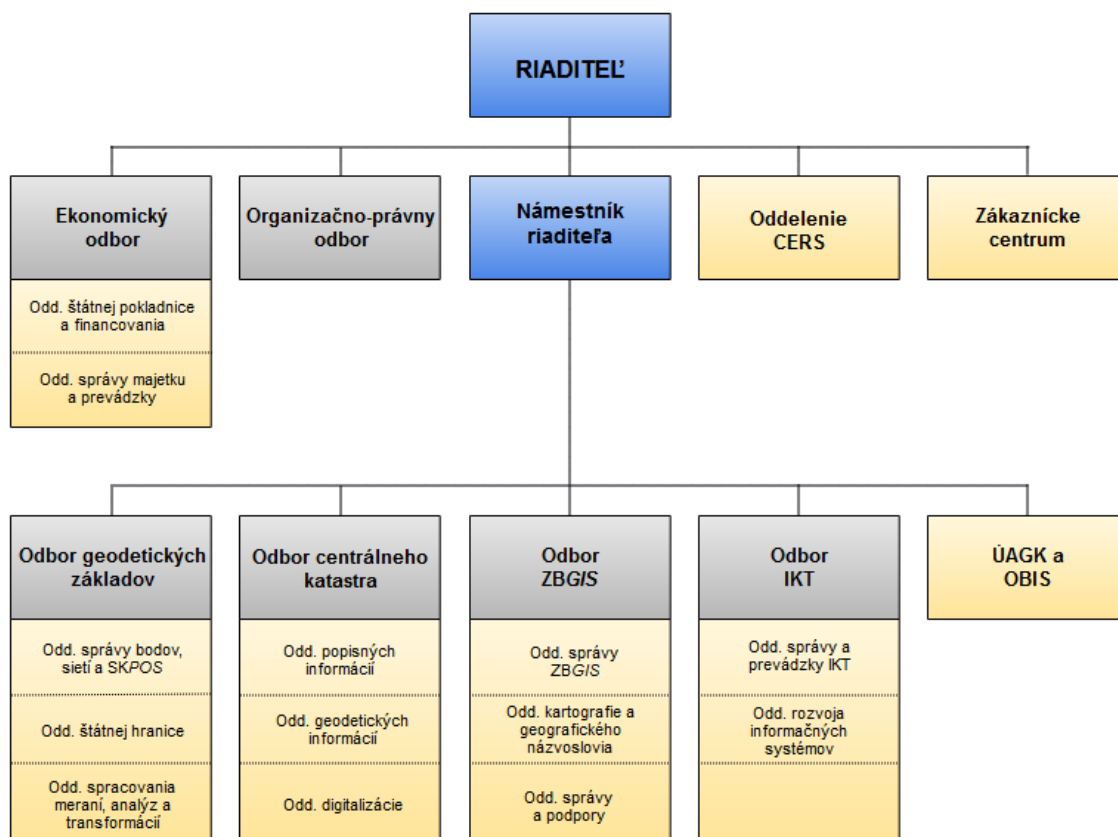 RIADITEĽ
Ekonomický
odbor
Organizačno-právny
odbor
Námestník
riaditeľa
Oddelenie
CERS
Zákaznícke
centrum
Odd. štátnej pokladnice
a financovania
Odd. správy majetku
a prevádzky
Odbor geodetických
základov
Odbor centrálneho
katastra
Odbor
ZBGIS
Odbor
IKT
ÚAGK a
OBIS
Odd. správy bodov,
sietí a SKPOS
Odd. štátnej hranice
Odd. spracovania
meraní, analýz a
transformácií
Odd. popisných
informácií
Odd. geodetických
informácií
Odd. digitalizácie
Odd. správy
ZBGIS
Odd. kartografie a
geografického
názvoslovia
Odd. správy
a podpory
Odd. správy a
prevádzky IKT
Odd. rozvoja
informačných
systémov